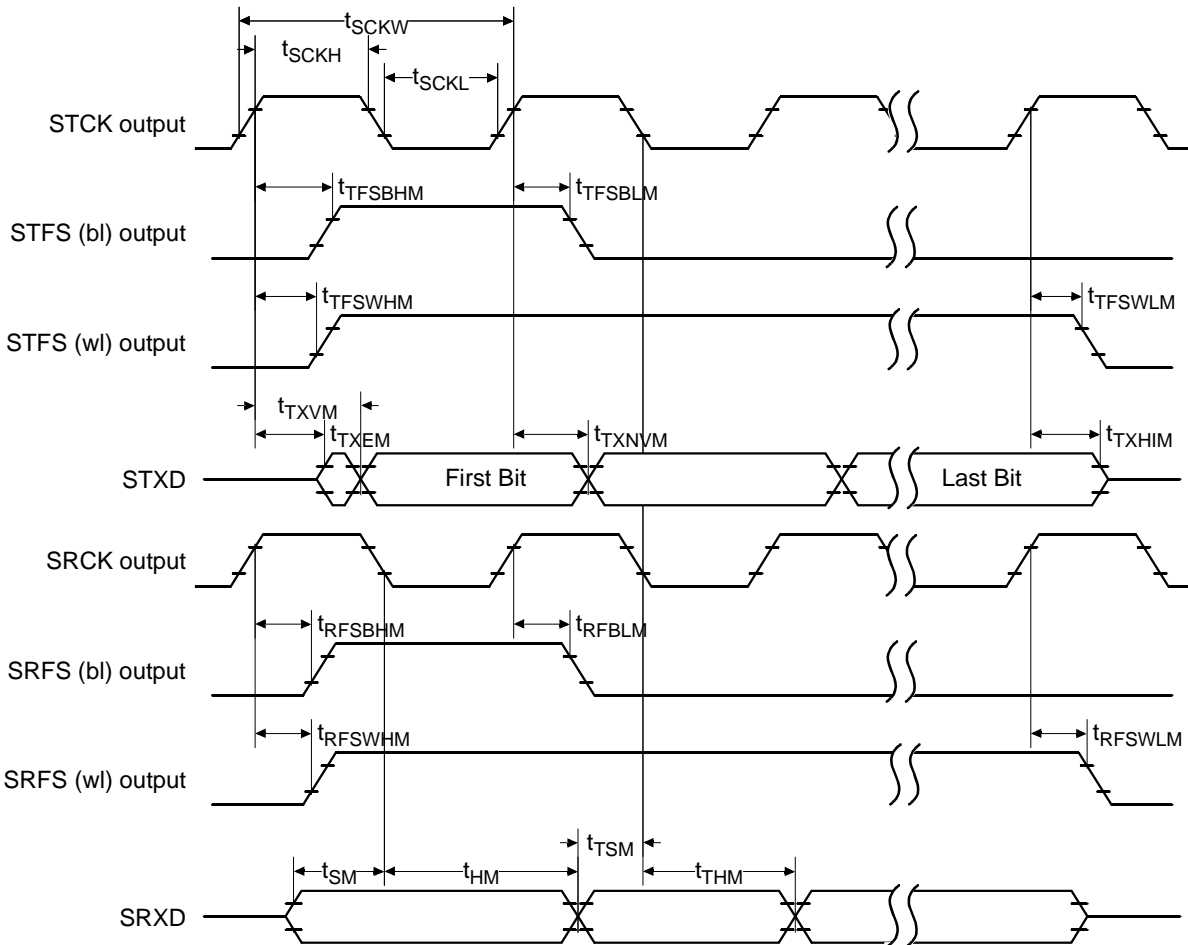 tSCKW
tSCKH
tSCKL
STCK output
tTFSBHM
tTFSBLM
STFS (bl) output
tTFSWHM
tTFSWLM
STFS (wl) output
tTXVM
tTXEM
tTXNVM
tTXHIM
STXD
First Bit
Last Bit
SRCK output
tRFSBHM
tRFBLM
SRFS (bl) output
tRFSWHM
tRFSWLM
SRFS (wl) output
tTSM
tSM
tHM
tTHM
SRXD